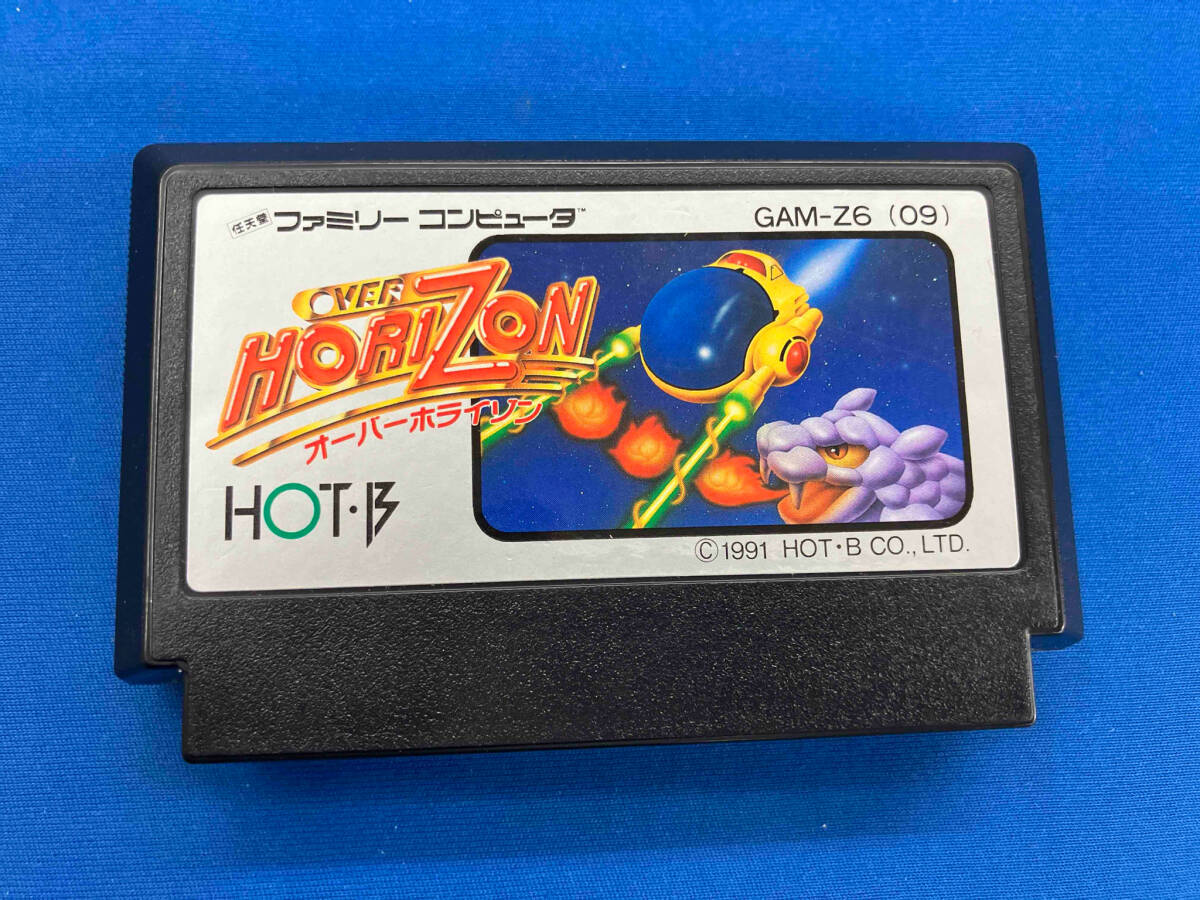 任天堂 ファミリー コンピュータ™
GAM-Z6 (09)
OVER
HORIZON
オーバーホライゾン
HOT・B
©1991 HOT・B CO., LTD.